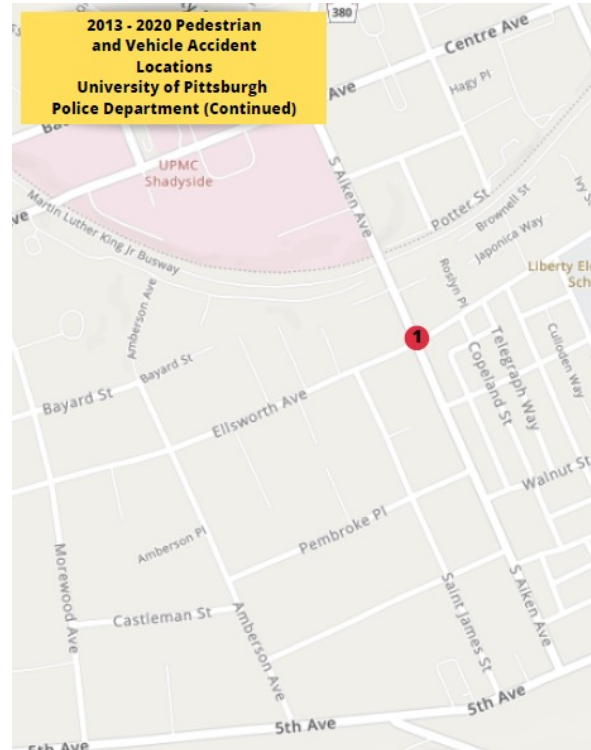 2013 - 2020 Pedestrian
and Vehicle Accident
Locations
University of Pittsburgh
Police Department (Continued)
380
Centre Ave
Hagy Pl
Ave
UPMC
Shadyside
S Aiken Ave
Potter St
Brownell St
Japonica Way
Martin Luther King Jr Busway
Liberty Ele
Sch
Roslyn Pl
Amberson Ave
1
Telegraph Way
Culloden Way
Copeland St
Bayard St
Bayard St
Ellsworth Ave
Walnut St
Pembroke Pl
Amberson Pl
Morewood Ave
Castleman St
Amberson Ave
Saint James St
S Aiken Ave
5th Ave
5th Ave
5th Ave